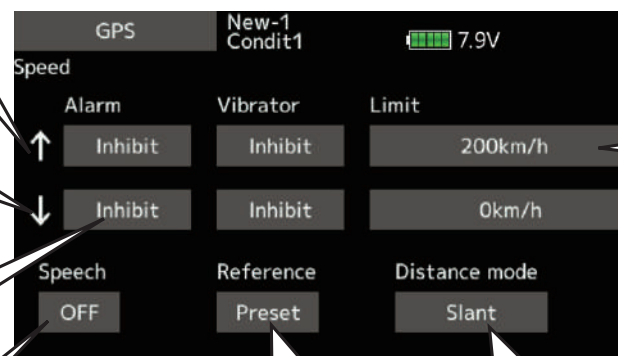 GPS New-1
Condit1 7.9V
Speed
Alarm Vibrator Limit
↑ Inhibit Inhibit 200km/h
↓ Inhibit Inhibit 0km/h
Speech Reference Distance mode
OFF Preset Slant